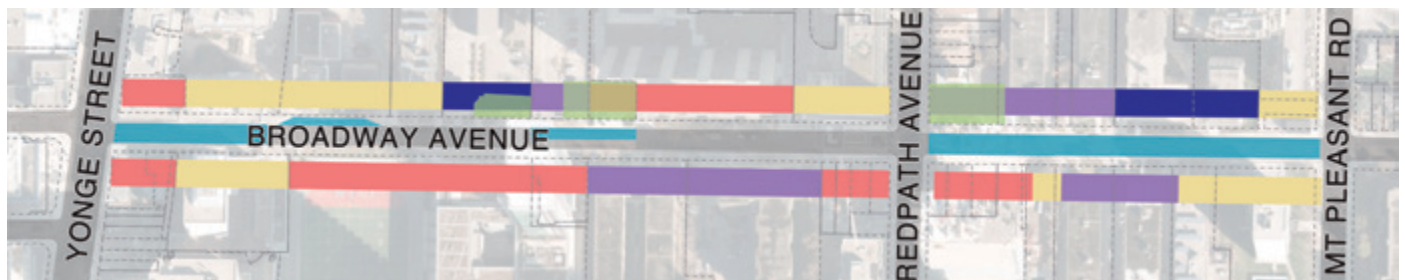 YONGE STREET
BROADWAY AVENUE
REDPATH AVENUE
MT PLEASANT RD